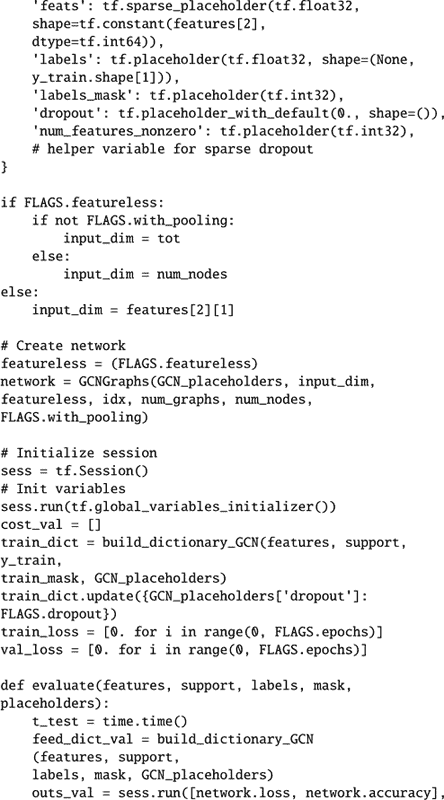 'feats': tf.sparse_placeholder(tf.float32,
    shape=tf.constant(features[2],
    dtype=tf.int64)),
    'labels': tf.placeholder(tf.float32, shape=(None,
    y_train.shape[1])),
    'labels_mask': tf.placeholder(tf.int32),
    'dropout': tf.placeholder_with_default(0., shape=()),
    'num_features_nonzero': tf.placeholder(tf.int32),
    # helper variable for sparse dropout
}

if FLAGS.featureless:
    if not FLAGS.with_pooling:
        input_dim = tot
    else:
        input_dim = num_nodes
else:
    input_dim = features[2][1]

# Create network
featureless = (FLAGS.featureless)
network = GCNGraphs(GCN_placeholders, input_dim,
featureless, idx, num_graphs, num_nodes,
FLAGS.with_pooling)

# Initialize session
sess = tf.Session()
# Init variables
sess.run(tf.global_variables_initializer())
cost_val = []
train_dict = build_dictionary_GCN(features, support,
y_train,
train_mask, GCN_placeholders)
train_dict.update({GCN_placeholders['dropout']:
FLAGS.dropout})
train_loss = [0. for i in range(0, FLAGS.epochs)]
val_loss = [0. for i in range(0, FLAGS.epochs)]

def evaluate(features, support, labels, mask,
placeholders):
    t_test = time.time()
    feed_dict_val = build_dictionary_GCN
    (features, support,
    labels, mask, GCN_placeholders)
    outs_val = sess.run([network.loss, network.accuracy],